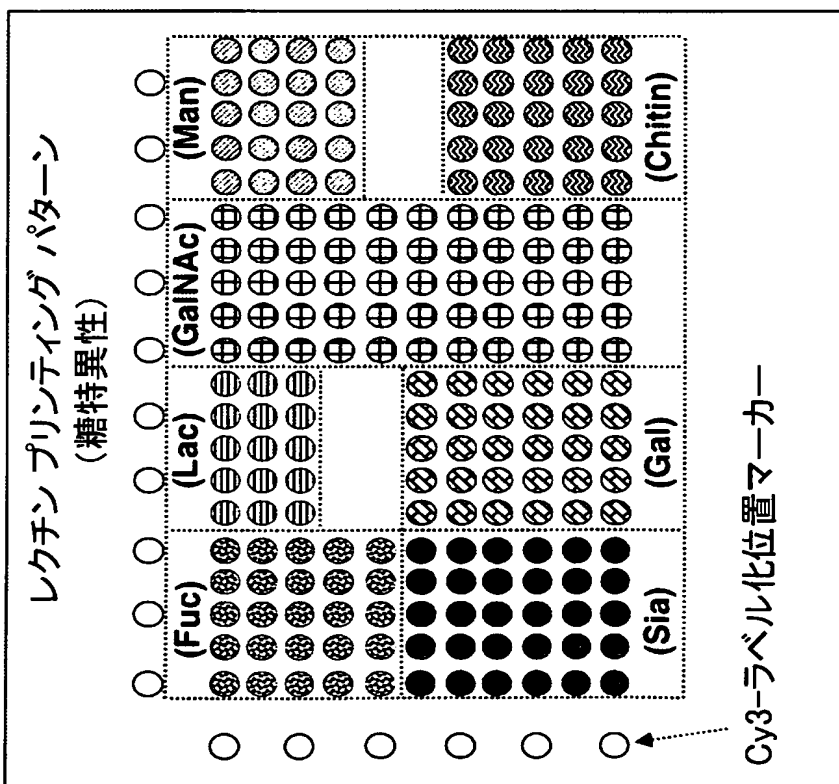 レクチン プリンティング パターン
(糖特異性)
(Fuc)
(Lac)
(GalNAc)
(Man)
(Sia)
(Gal)
(Chitin)
Cy3-ラベル化位置マーカー